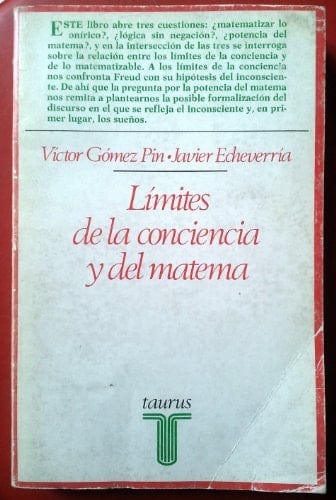 ESTE libro abre tres cuestiones: ¿matematizar lo
onírico?, ¿lógica sin negación?, ¿potencia del
matema?, y en la intersección de las tres se interroga
sobre la relación entre los límites de la conciencia y
de lo matematizable. A los límites de la conciencia
nos confronta Freud con su hipótesis del inconscien-
te. De ahí que la pregunta por la potencia del matema
nos remita a plantearnos la posible formalización del
discurso en el que se refleja el inconsciente y, en pri-
mer lugar, los sueños.
Víctor Gómez Pin • Javier Echeverría
Límites
de la conciencia
y del matema
taurus